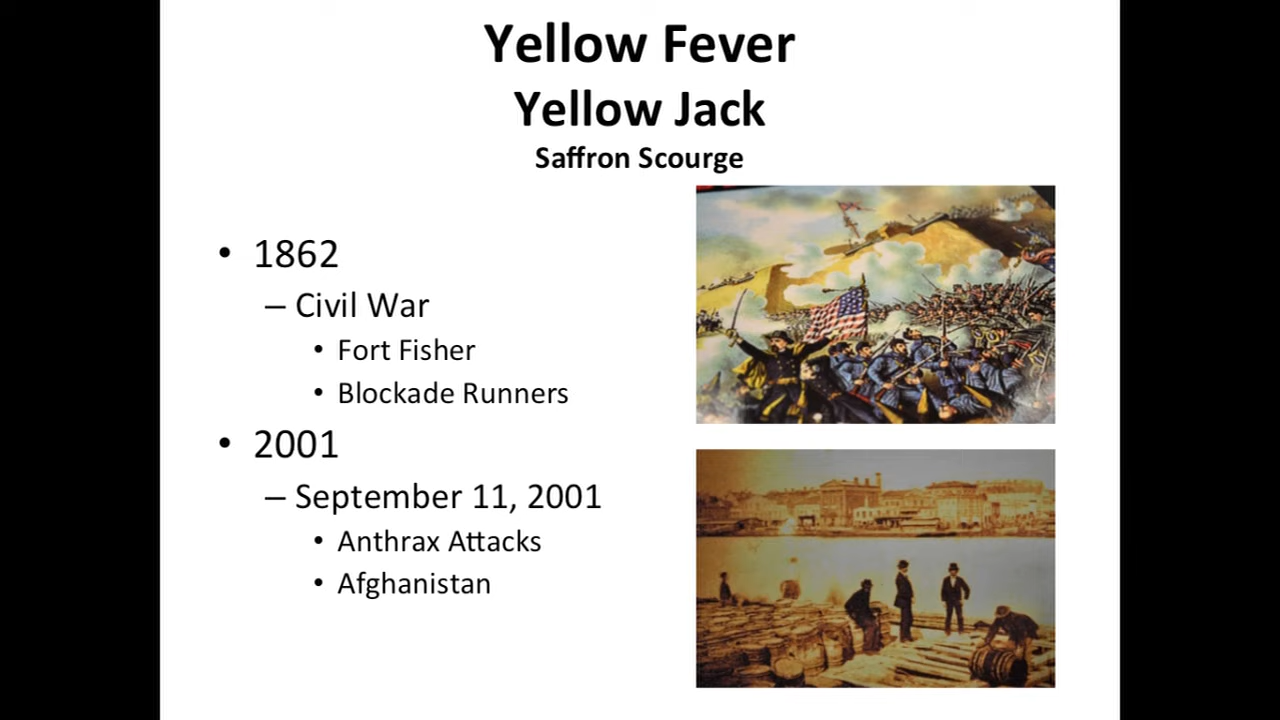 Yellow Fever
Yellow Jack
Saffron Scourge
• 1862
– Civil War
• Fort Fisher
• Blockade Runners
• 2001
– September 11, 2001
• Anthrax Attacks
• Afghanistan